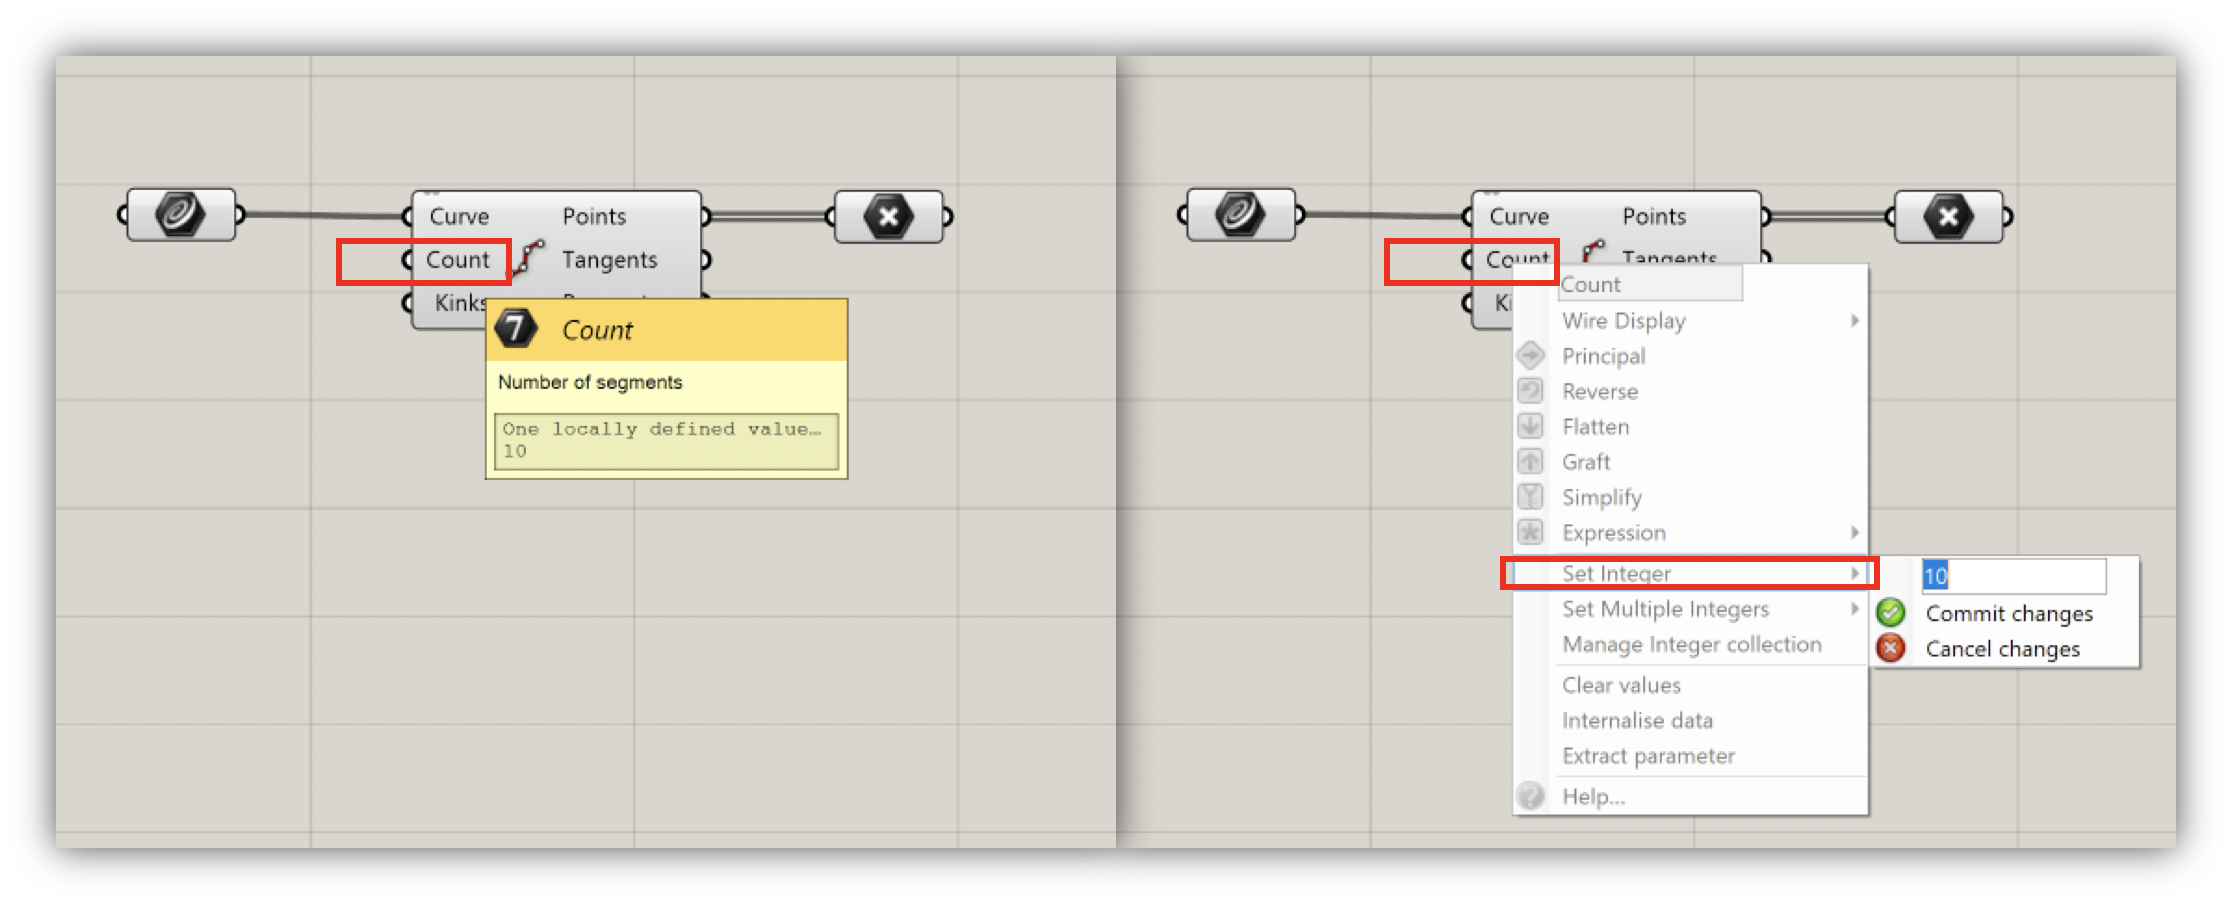 Curve Points
Count Tangents
Kinks
7 Count
Number of segments
One locally defined value…
10
Curve Points
Count Tangents
Count
Wire Display
Principal
Reverse
Flatten
Graft
Simplify
Expression
Set Integer
Set Multiple Integers
Manage Integer collection
Clear values
Internalise data
Extract parameter
Help...
10
Commit changes
Cancel changes